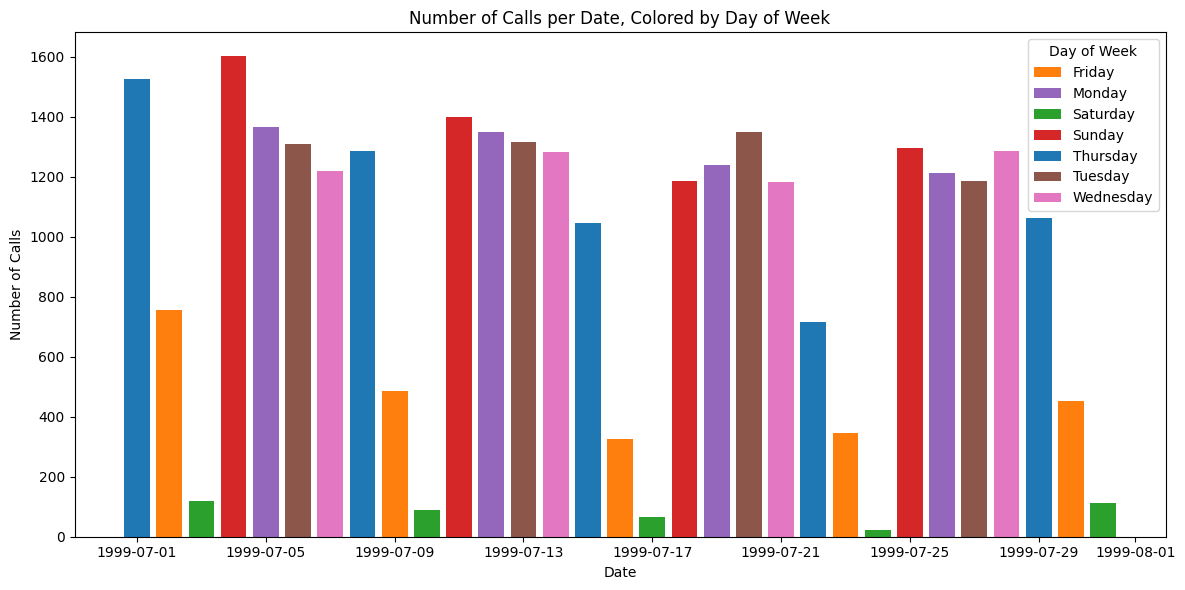 Number of Calls per Date, Colored by Day of Week
Number of Calls
1600
1400
1200
1000
800
600
400
200
0
Day of Week
Friday
Monday
Saturday
Sunday
Thursday
Tuesday
Wednesday
1999-07-01 1999-07-05 1999-07-09 1999-07-13 1999-07-17 1999-07-21 1999-07-25 1999-07-29 1999-08-01
Date